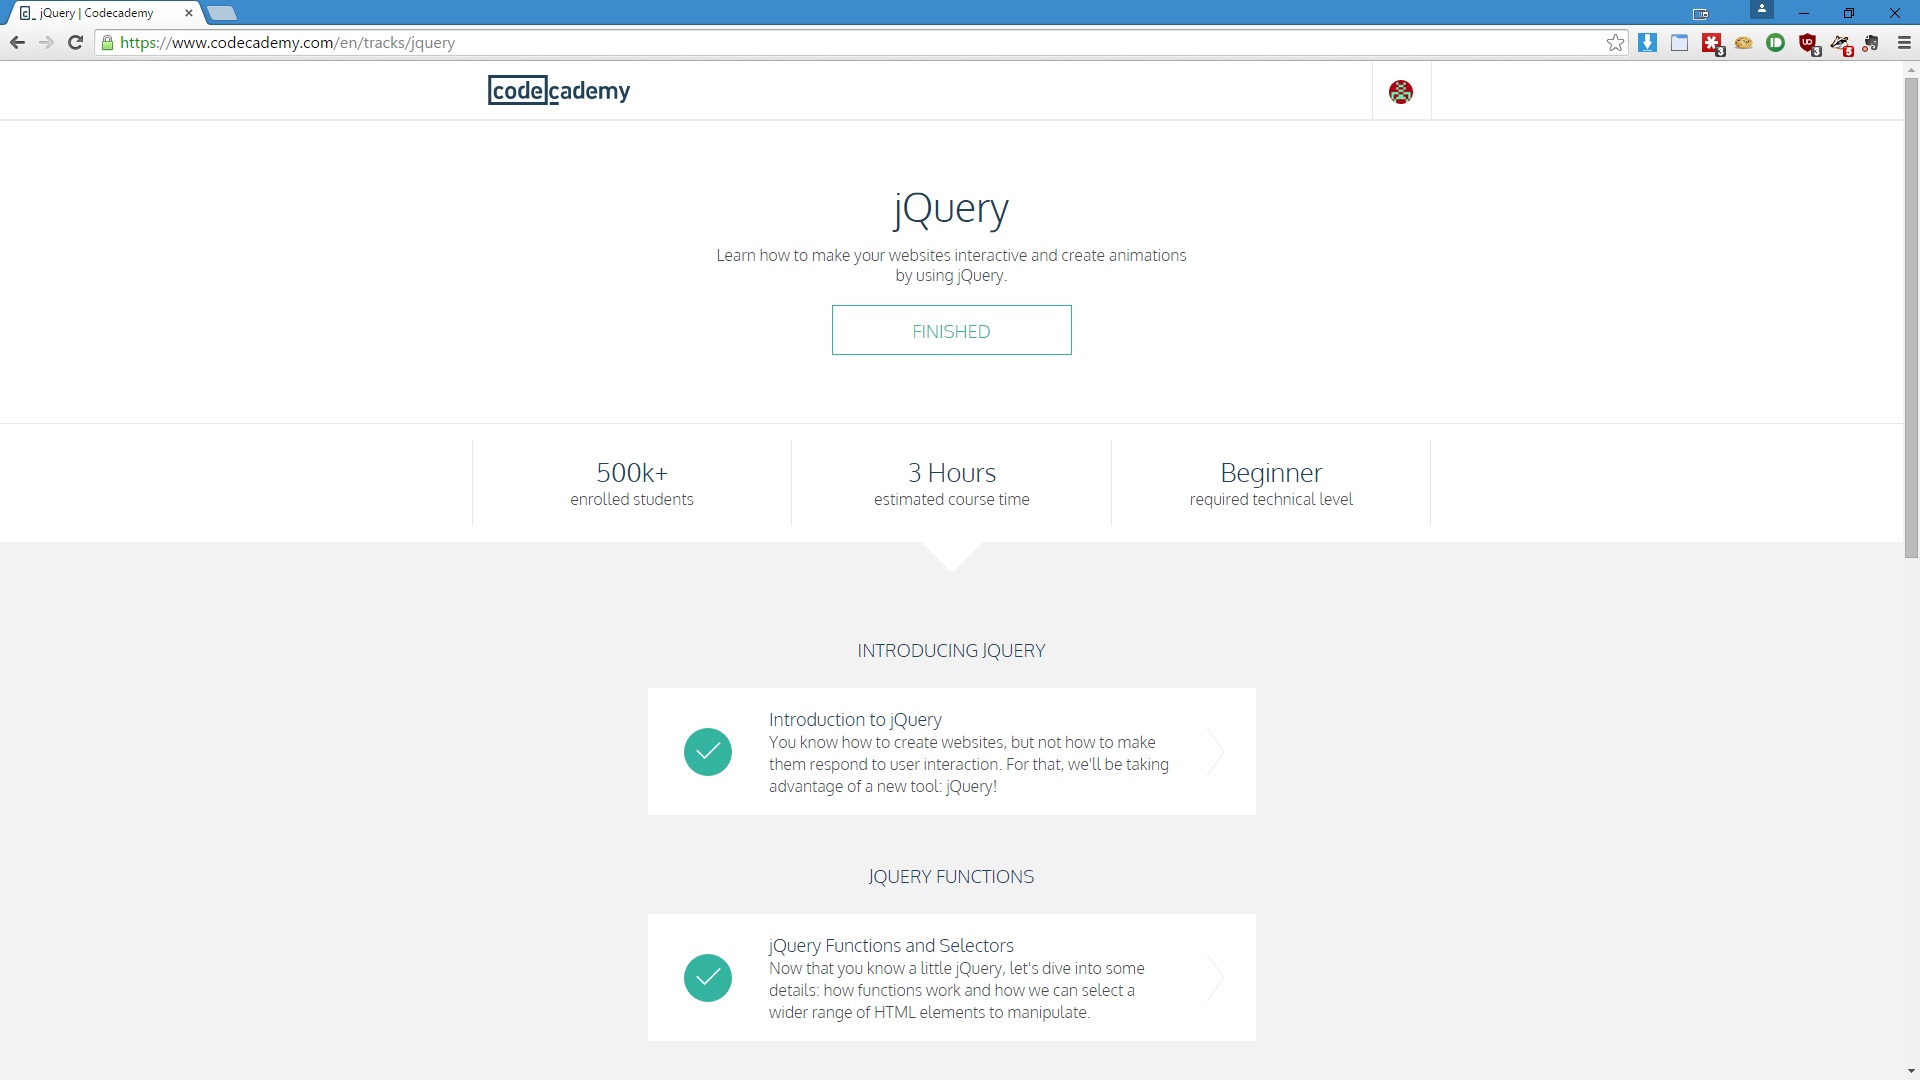 jQuery | Codecademy
https://www.codecademy.com/en/tracks/jquery
codecademy
jQuery
Learn how to make your websites interactive and create animations
by using jQuery.
FINISHED
500k+
enrolled students
3 Hours
estimated course time
Beginner
required technical level
INTRODUCING JQUERY
Introduction to jQuery
You know how to create websites, but not how to make
them respond to user interaction. For that, we'll be taking
advantage of a new tool: jQuery!
JQUERY FUNCTIONS
jQuery Functions and Selectors
Now that you know a little jQuery, let's dive into some
details: how functions work and how we can select a
wider range of HTML elements to manipulate.